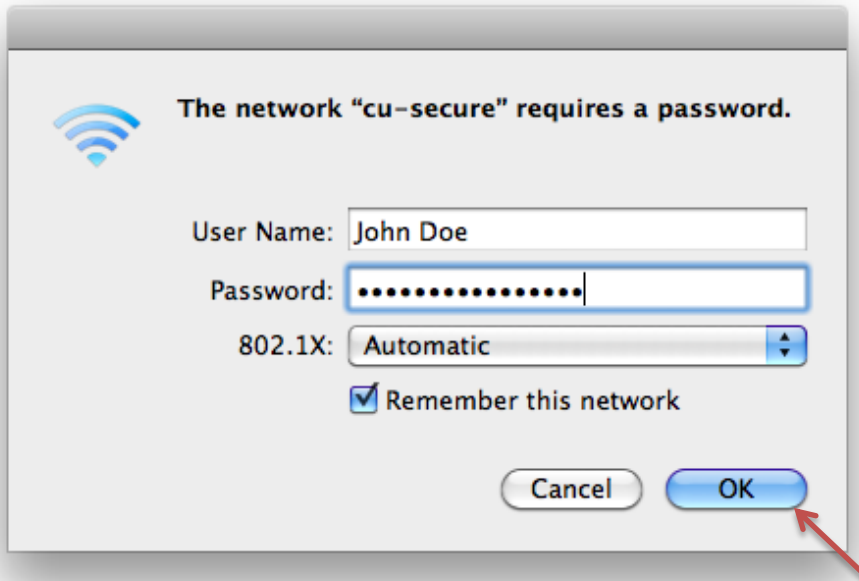 The network “cu-secure” requires a password.
User Name: John Doe
Password: ••••••••••••••••
802.1X: Automatic
Remember this network
Cancel OK